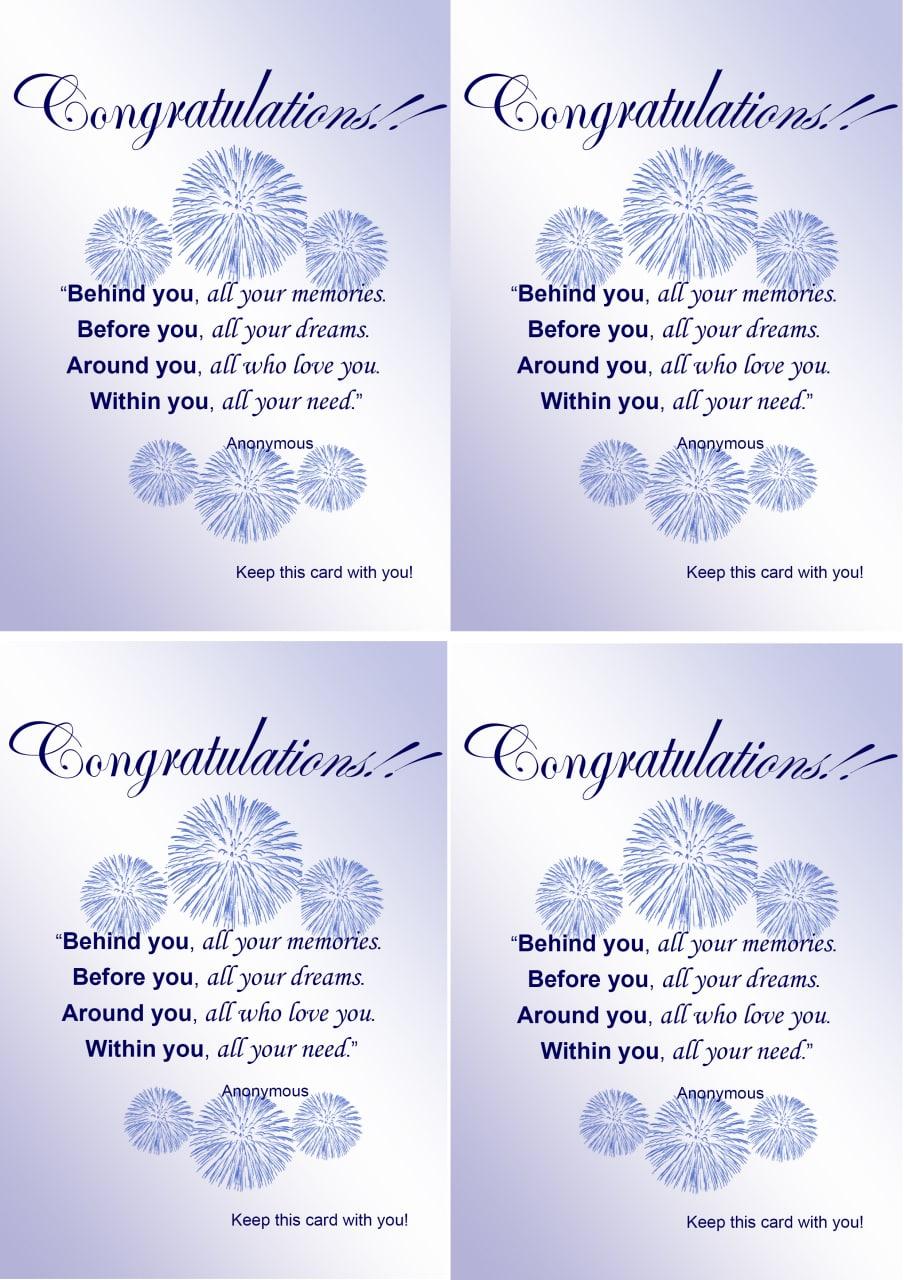 Congratulations!!
“Behind you, all your memories.
Before you, all your dreams.
Around you, all who love you.
Within you, all your need.”
Anonymous
Keep this card with you!
Congratulations!!
“Behind you, all your memories.
Before you, all your dreams.
Around you, all who love you.
Within you, all your need.”
Anonymous
Keep this card with you!
Congratulations!!
“Behind you, all your memories.
Before you, all your dreams.
Around you, all who love you.
Within you, all your need.”
Anonymous
Keep this card with you!
Congratulations!!
“Behind you, all your memories.
Before you, all your dreams.
Around you, all who love you.
Within you, all your need.”
Anonymous
Keep this card with you!